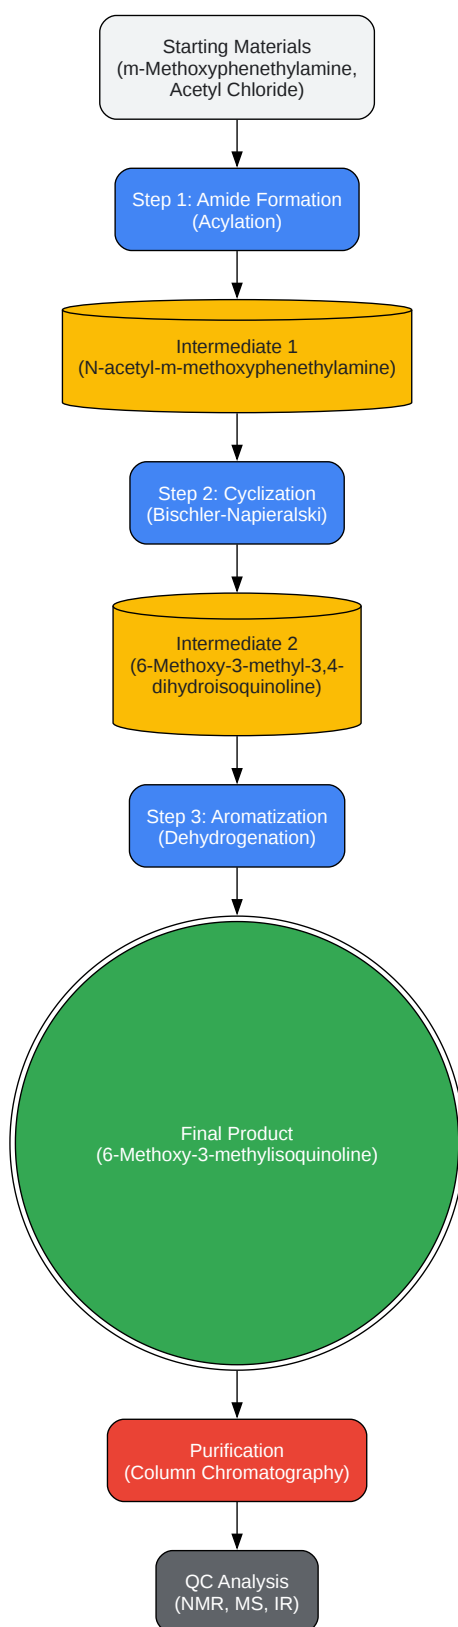 Starting Materials
(m-Methoxyphenethylamine,
Acetyl Chloride)
Step 1: Amide Formation
(Acylation)
Intermediate 1
(N-acetyl-m-methoxyphenethylamine)
Step 2: Cyclization
(Bischler-Napieralski)
Intermediate 2
(6-Methoxy-3-methyl-3,4-
dihydroisoquinoline)
Step 3: Aromatization
(Dehydrogenation)
Final Product
(6-Methoxy-3-methylisoquinoline)
Purification
(Column Chromatography)
QC Analysis
(NMR, MS, IR)